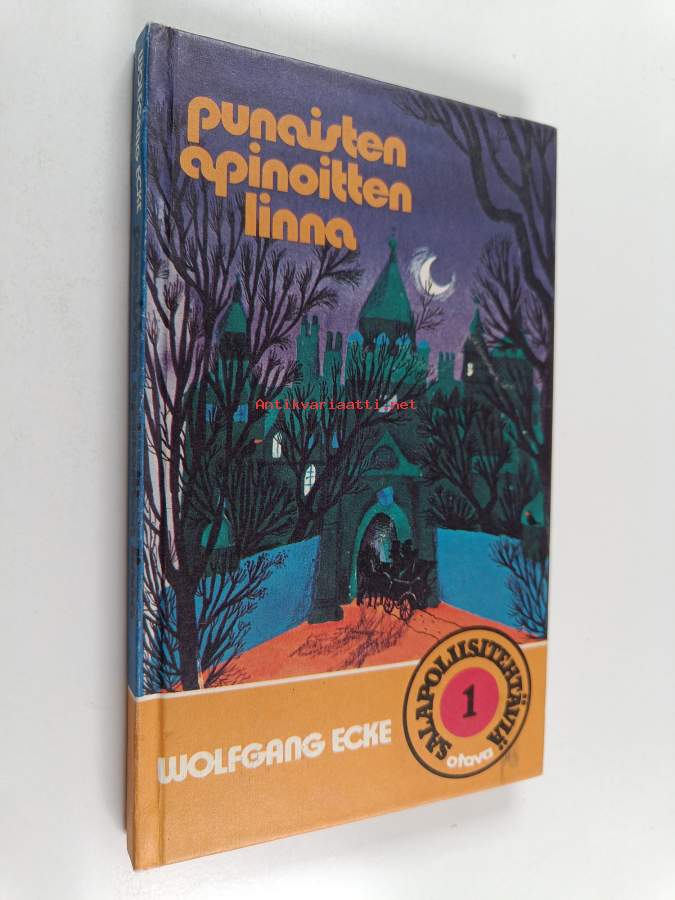 WOLFGANG ECKE
punaisten
apinoitten
linna
Antikvariaatti.net
SALAPOLIISITEHTÄVIÄ
1
otava
WOLFGANG ECKE